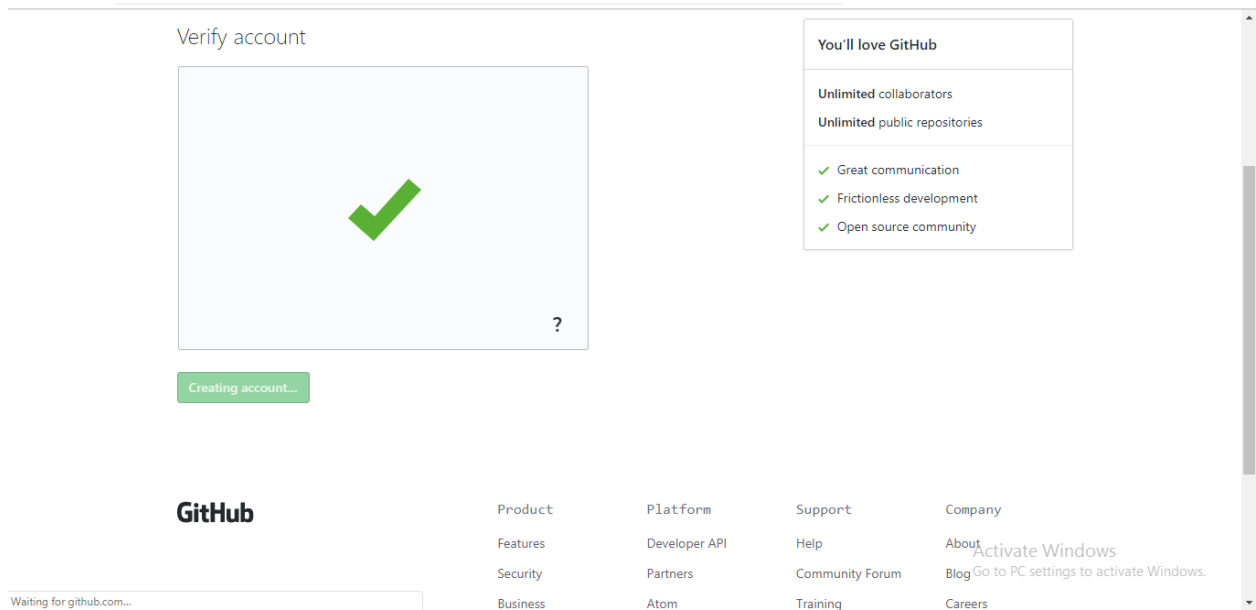 Verify account
?
Creating account...
You'll love GitHub
Unlimited collaborators
Unlimited public repositories
Great communication
Frictionless development
Open source community
GitHub
Product
Features
Security
Business
Platform
Developer API
Partners
Atom
Support
Help
Community Forum
Training
Company
About
Blog
Careers
Activate Windows
Go to PC settings to activate Windows.
Waiting for github.com...